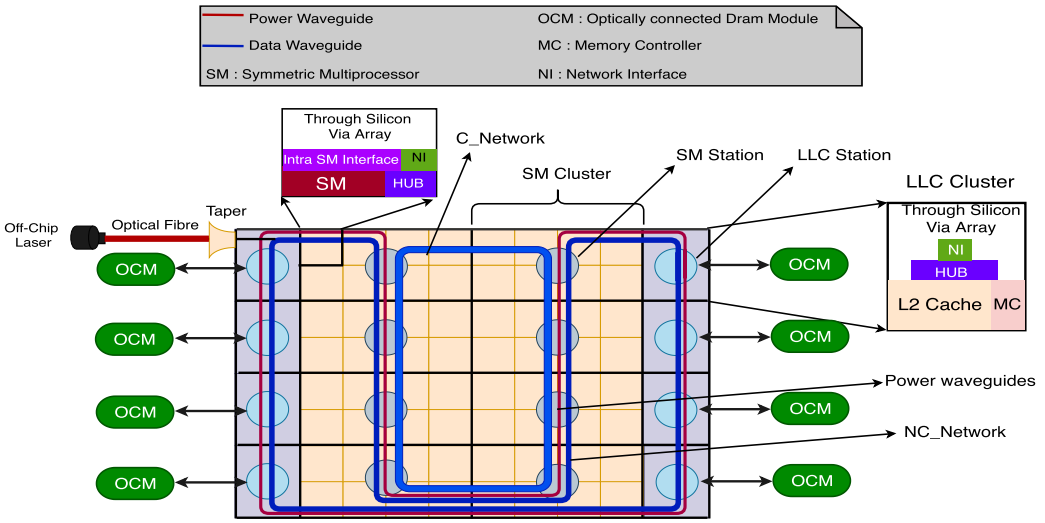 Power Waveguide
OCM : Optically connected Dram Module
Data Waveguide
MC : Memory Controller
SM : Symmetric Multiprocessor
NI : Network Interface
Through Silicon
Via Array
Intra SM Interface
NI
SM
HUB
C_Network
SM Cluster
SM Station
LLC Station
LLC Cluster
Through Silicon
Via Array
NI
HUB
L2 Cache
MC
Off-Chip
Laser
Optical Fibre
Taper
OCM
OCM
OCM
OCM
OCM
OCM
OCM
OCM
Power waveguides
NC_Network